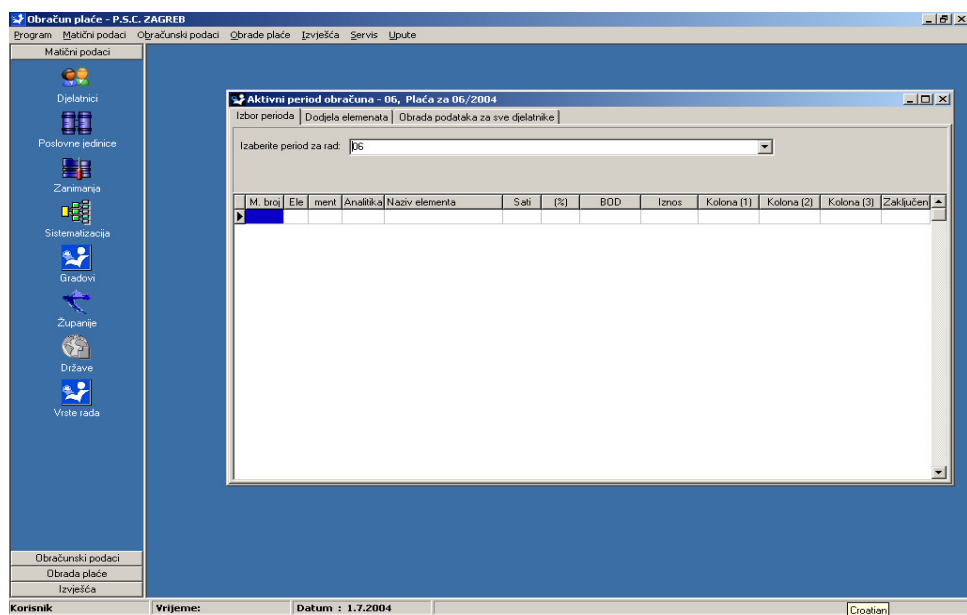 Obračun plaće - P.S.C. ZAGREB
Program Matični podaci Obračunski podaci Obrade plaće Izvješća Servis Upute
Matični podaci
Djelatnici
Poslovne jedinice
Zanimanja
Sistematizacija
Gradovi
Županije
Države
Vrste rada
Obračunski podaci
Obrada plaće
Izvješća
Aktivni period obračuna - 06, Plaća za 06/2004
Izbor perioda Dodjela elemenata Obrada podataka za sve djelatnike
Izaberite period za rad: 06
M. broj Ele ment Analitika Naziv elementa Sati (%) BOD Iznos Kolona (1) Kolona (2) Kolona (3) Zaključen
Korisnik Vrijeme: Datum : 1.7.2004
Croatian